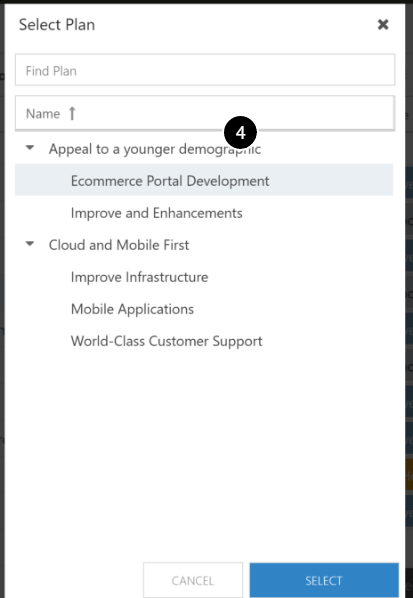 Select Plan
Find Plan
Name ↑
4
Appeal to a younger demographic
Ecommerce Portal Development
Improve and Enhancements
Cloud and Mobile First
Improve Infrastructure
Mobile Applications
World-Class Customer Support
CANCEL
SELECT